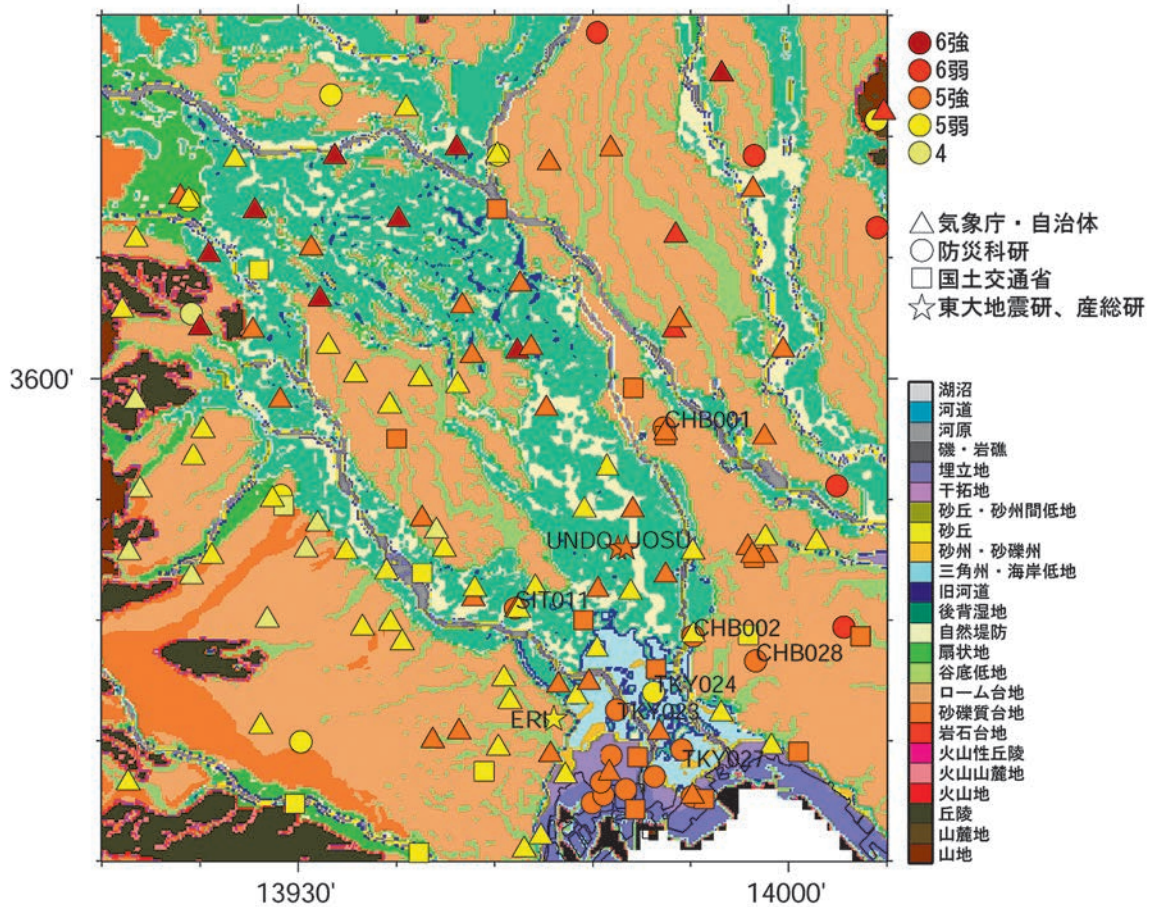 6強
6弱
5強
5弱
4
気象庁・自治体
防災科研
国土交通省
東大地震研、産総研
3600'
CHB001
UNDO JOSU
SIT011
CHB002
CHB028
TKY024
TKY023
ERI
TKY027
湖沼
河道
河原
磯・岩礁
埋立地
干拓地
砂丘・砂州間低地
砂丘
砂州・砂礫州
三角州・海岸低地
旧河道
後背湿地
自然堤防
扇状地
谷底低地
ローム台地
砂礫質台地
岩石台地
火山性丘陵
火山山麓地
火山地
丘陵
山麓地
山地
13930'
14000'